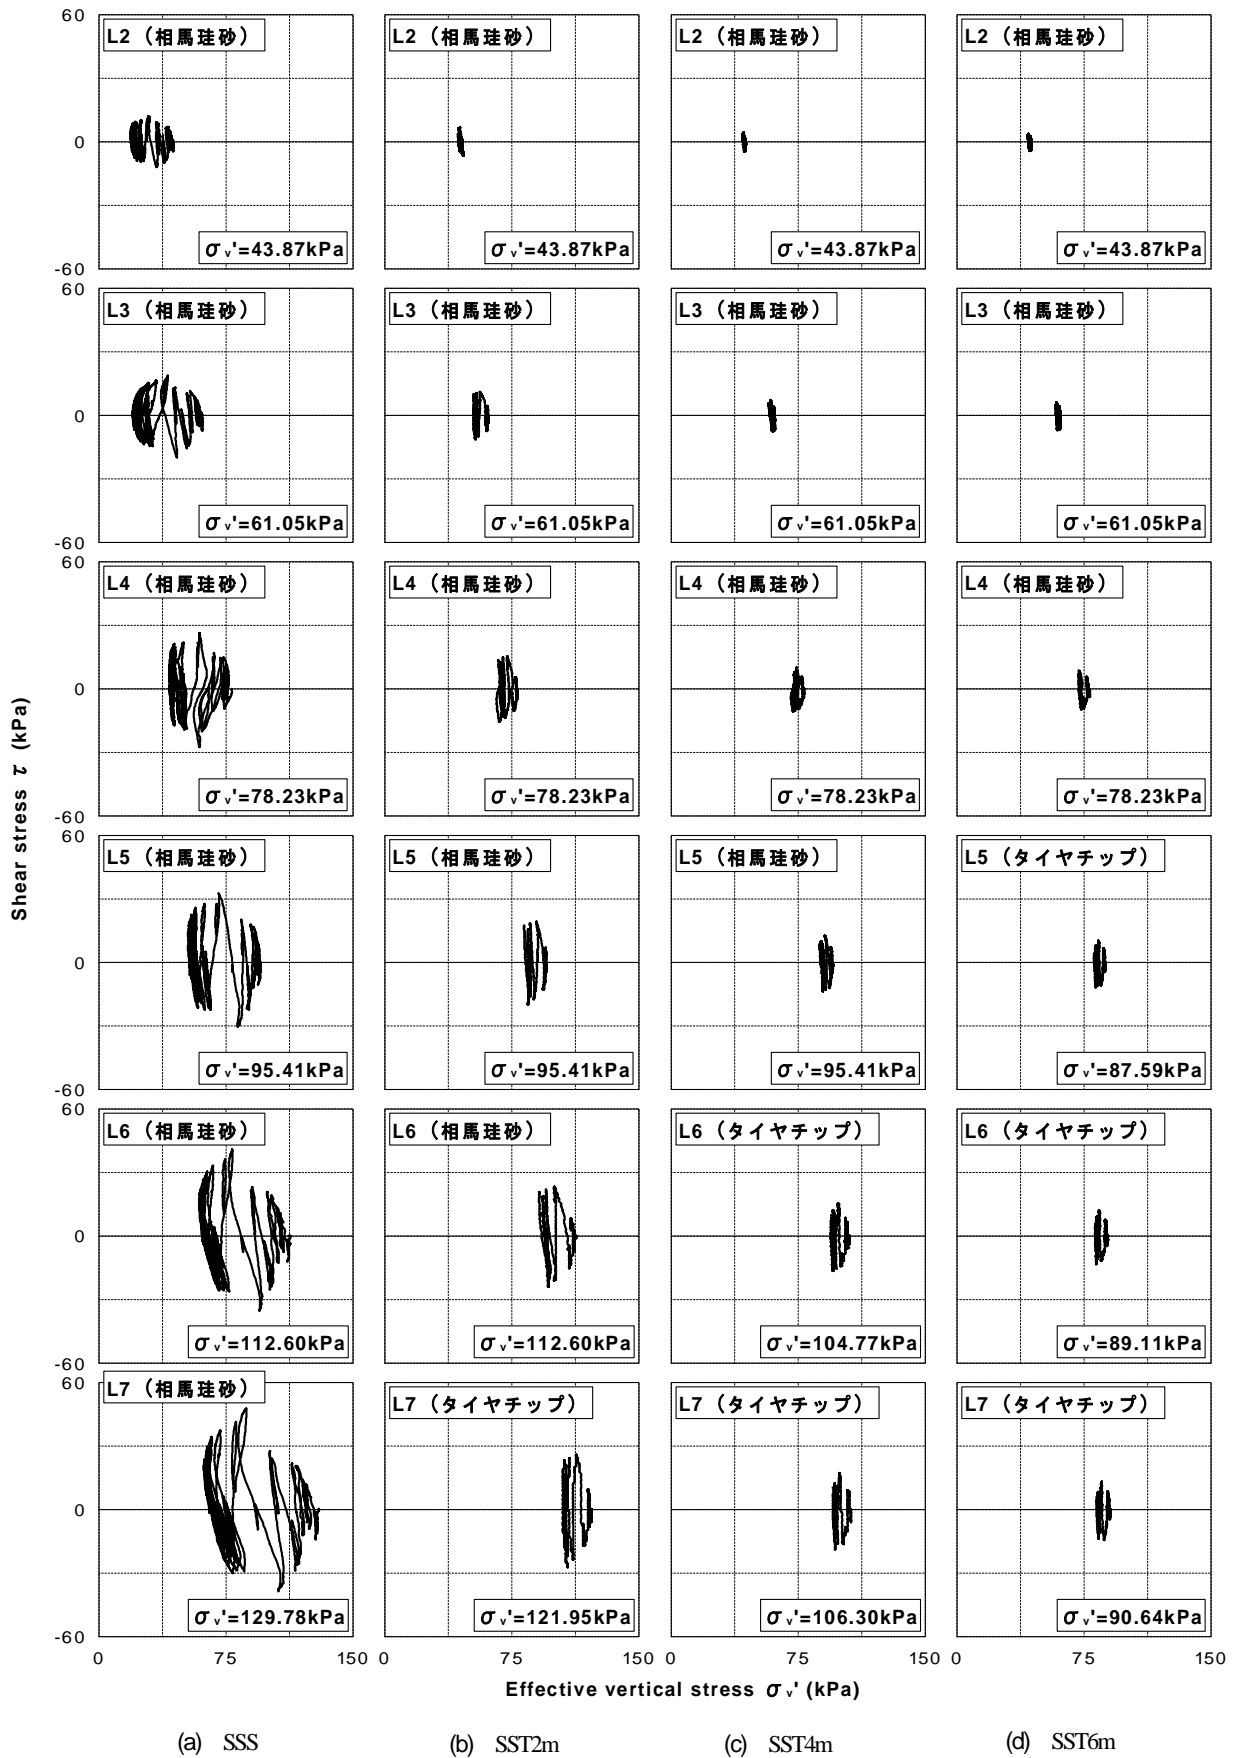 60
L2 (相馬珪砂)
L2 (相馬珪砂)
L2 (相馬珪砂)
L2 (相馬珪砂)
0
σv'=43.87kPa
σv'=43.87kPa
σv'=43.87kPa
σv'=43.87kPa
-60
60
L3 (相馬珪砂)
L3 (相馬珪砂)
L3 (相馬珪砂)
L3 (相馬珪砂)
0
σv'=61.05kPa
σv'=61.05kPa
σv'=61.05kPa
σv'=61.05kPa
-60
60
L4 (相馬珪砂)
L4 (相馬珪砂)
L4 (相馬珪砂)
L4 (相馬珪砂)
0
σv'=78.23kPa
σv'=78.23kPa
σv'=78.23kPa
σv'=78.23kPa
-60
Shear stress τ (kPa)
60
L5 (相馬珪砂)
L5 (相馬珪砂)
L5 (相馬珪砂)
L5 (タイヤチップ)
0
σv'=95.41kPa
σv'=95.41kPa
σv'=95.41kPa
σv'=87.59kPa
-60
60
L6 (相馬珪砂)
L6 (相馬珪砂)
L6 (タイヤチップ)
L6 (タイヤチップ)
0
σv'=112.60kPa
σv'=112.60kPa
σv'=104.77kPa
σv'=89.11kPa
-60
60
L7 (相馬珪砂)
L7 (タイヤチップ)
L7 (タイヤチップ)
L7 (タイヤチップ)
0
σv'=129.78kPa
σv'=121.95kPa
σv'=106.30kPa
σv'=90.64kPa
-60
0 75 150 0 75 150 0 75 150 0 75 150
Effective vertical stress σv' (kPa)
(a) SSS
(b) SST2m
(c) SST4m
(d) SST6m